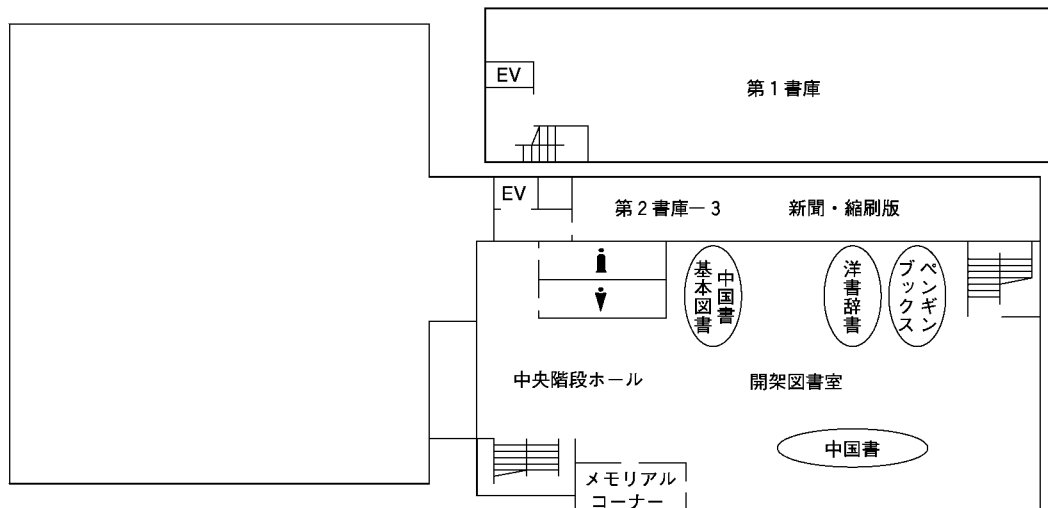 EV
第1書庫
EV
第2書庫－3
新聞・縮刷版
中国書
基本図書
洋書辞書
ペンギン
ブックス
中央階段ホール
開架図書室
中国書
メモリアル
コーナー